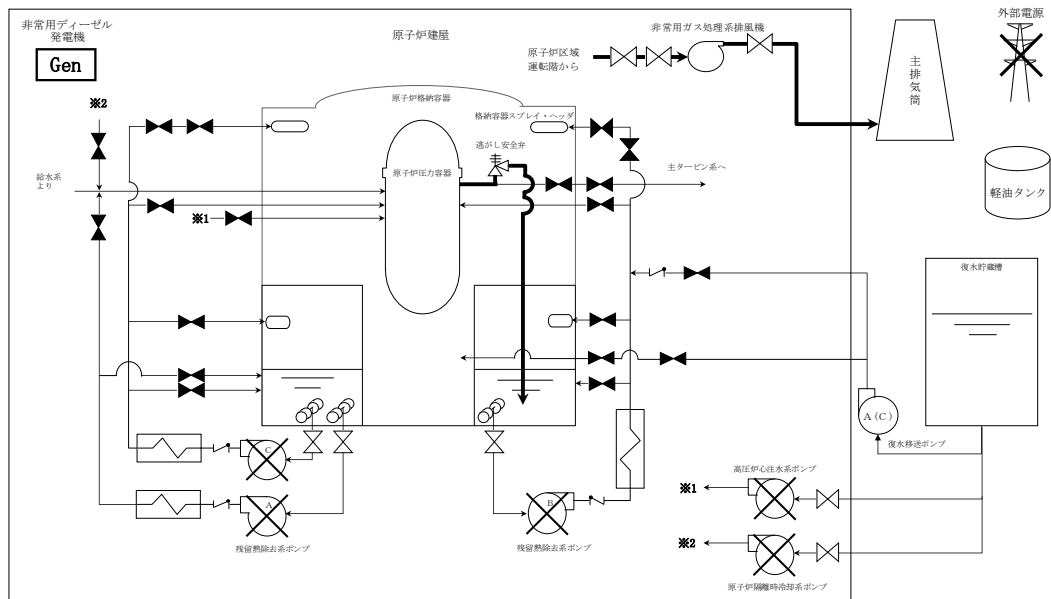 非常用ディーゼル
発電機
Gen
原子炉建屋
非常用ガス処理系排風機
外部電源
原子炉区域
運転階から
主排気筒
※2
原子炉格納容器
格納容器スプレイ・ヘッダ
逃がし安全弁
給水系
より
原子炉圧力容器
主タービン系へ
※1
軽油タンク
復水貯蔵槽
A(C)
復水移送ポンプ
C
高圧炉心注水系ポンプ
※1
A
B
残留熱除去系ポンプ
残留熱除去系ポンプ
※2
原子炉隔離時冷却系ポンプ